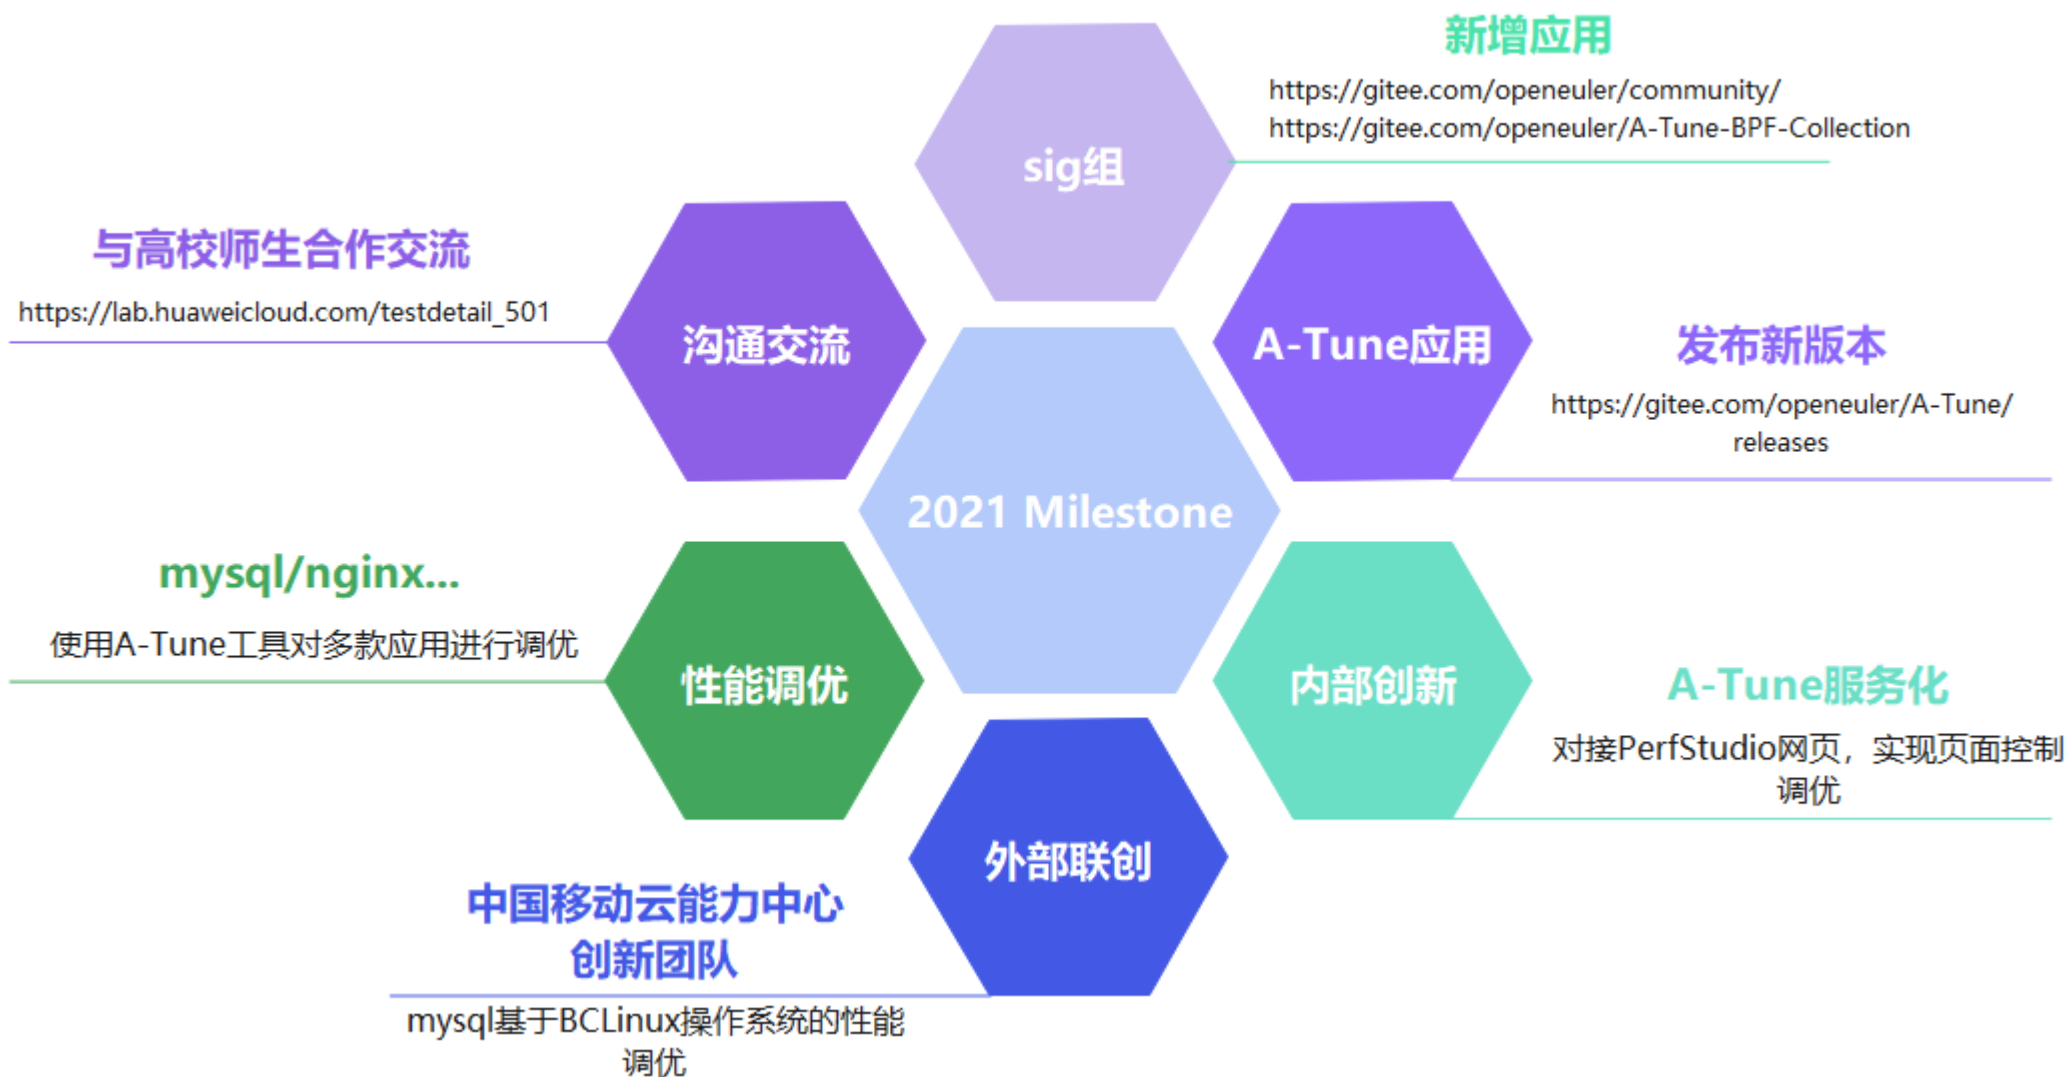 新增应用
https://gitee.com/openeuler/community/
https://gitee.com/openeuler/A-Tune-BPF-Collection
sig组
与高校师生合作交流
https://lab.huaweicloud.com/testdetail_501
沟通交流
A-Tune应用
发布新版本
https://gitee.com/openeuler/A-Tune/
releases
2021 Milestone
mysql/nginx...
使用A-Tune工具对多款应用进行调优
性能调优
内部创新
A-Tune服务化
对接PerfStudio网页，实现页面控制
调优
外部联创
中国移动云能力中心
创新团队
mysql基于BCLinux操作系统的性能
调优